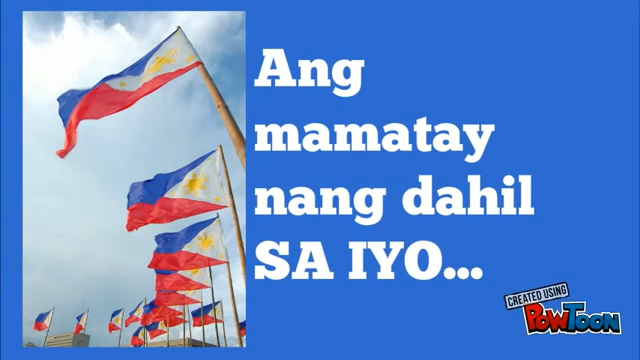 Ang
mamatay
nang dahil
SA IYO...
CREATED USING
POWTOON